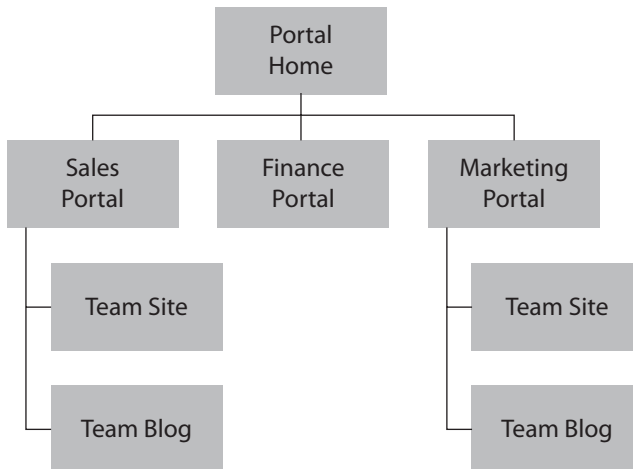 Portal
Home
Sales
Portal
Finance
Portal
Marketing
Portal
Team Site
Team Site
Team Blog
Team Blog